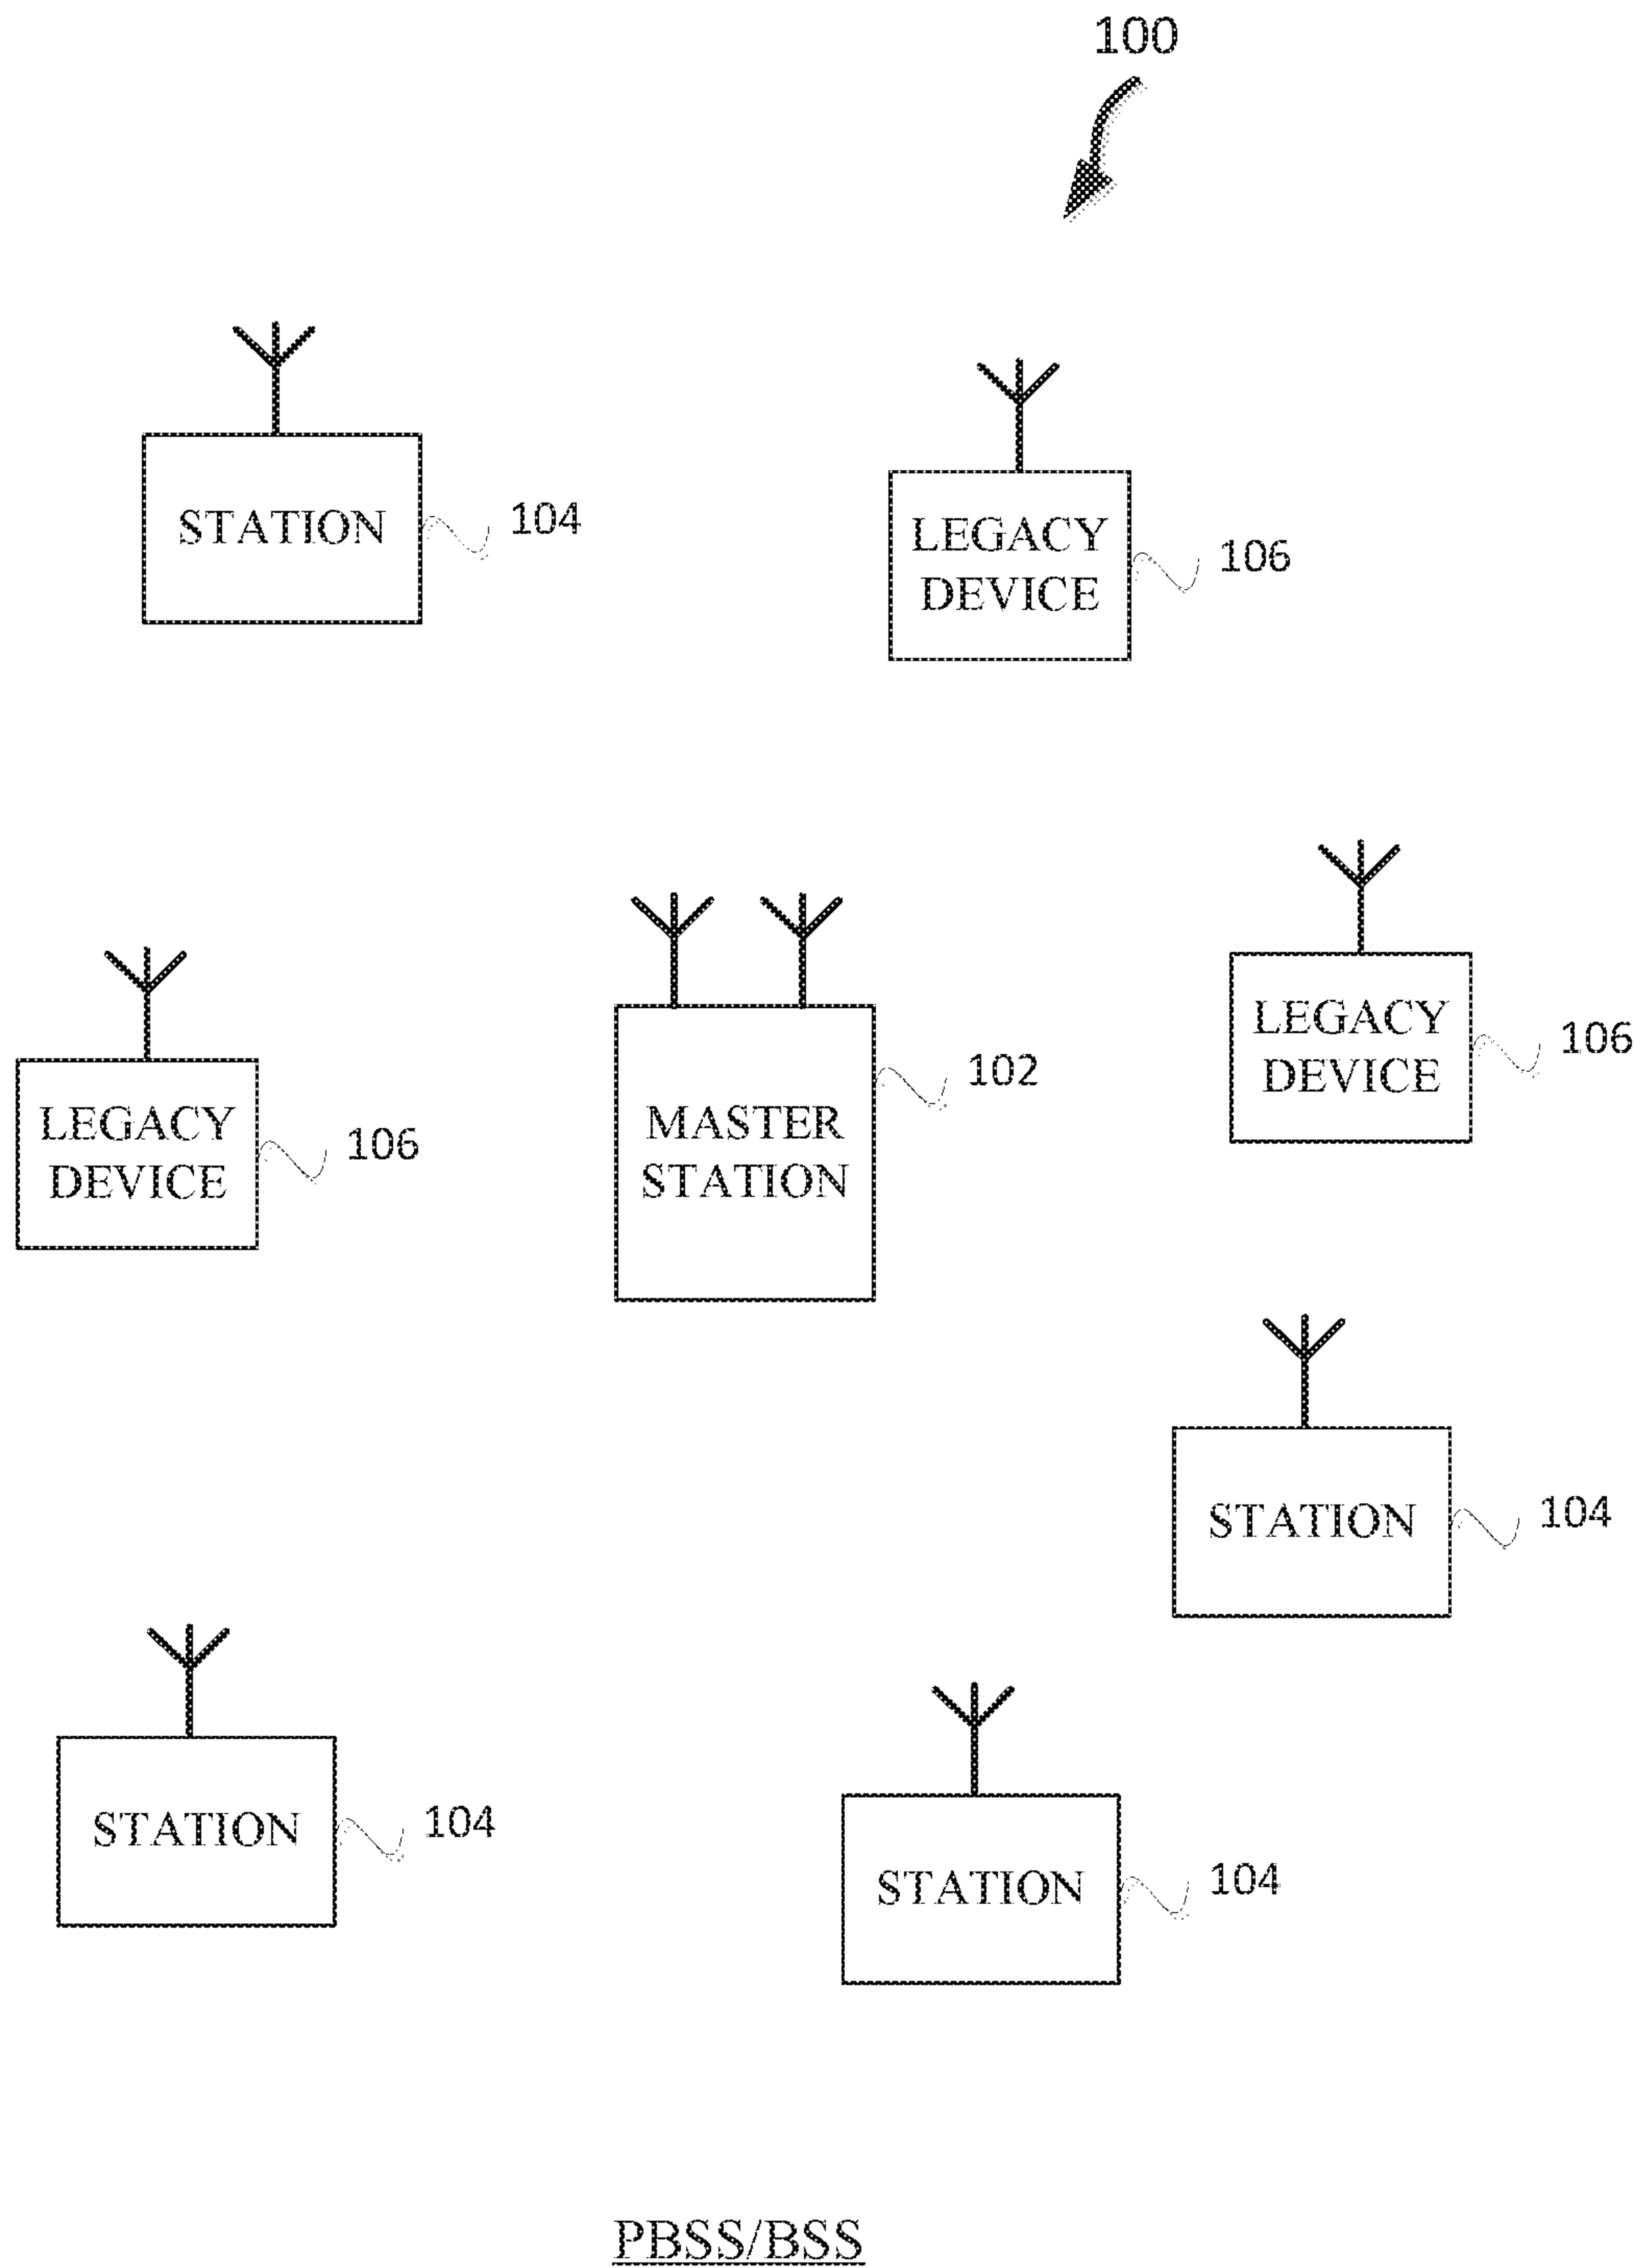 100
STATION
104
LEGACY
DEVICE
106
LEGACY
DEVICE
106
MASTER
STATION
102
LEGACY
DEVICE
106
STATION
104
STATION
104
STATION
104
PBSS/BSS